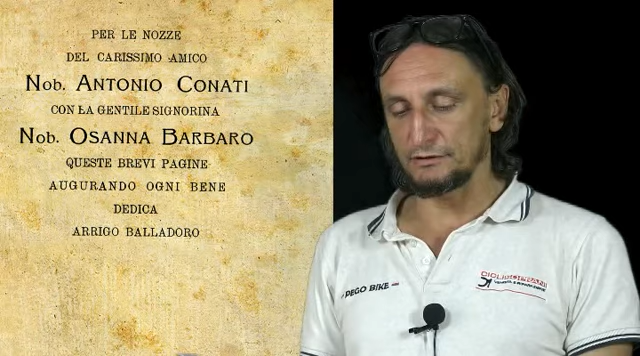 PER LE NOZZE
DEL CARISSIMO AMICO
Nob. Antonio Conati
CON LA GENTILE SIGNORINA
Nob. Osanna Barbaro
QUESTE BREVI PAGINE
AUGURANDO OGNI BENE
DEDICA
ARRIGO BALLADORO
PEGO BIKE